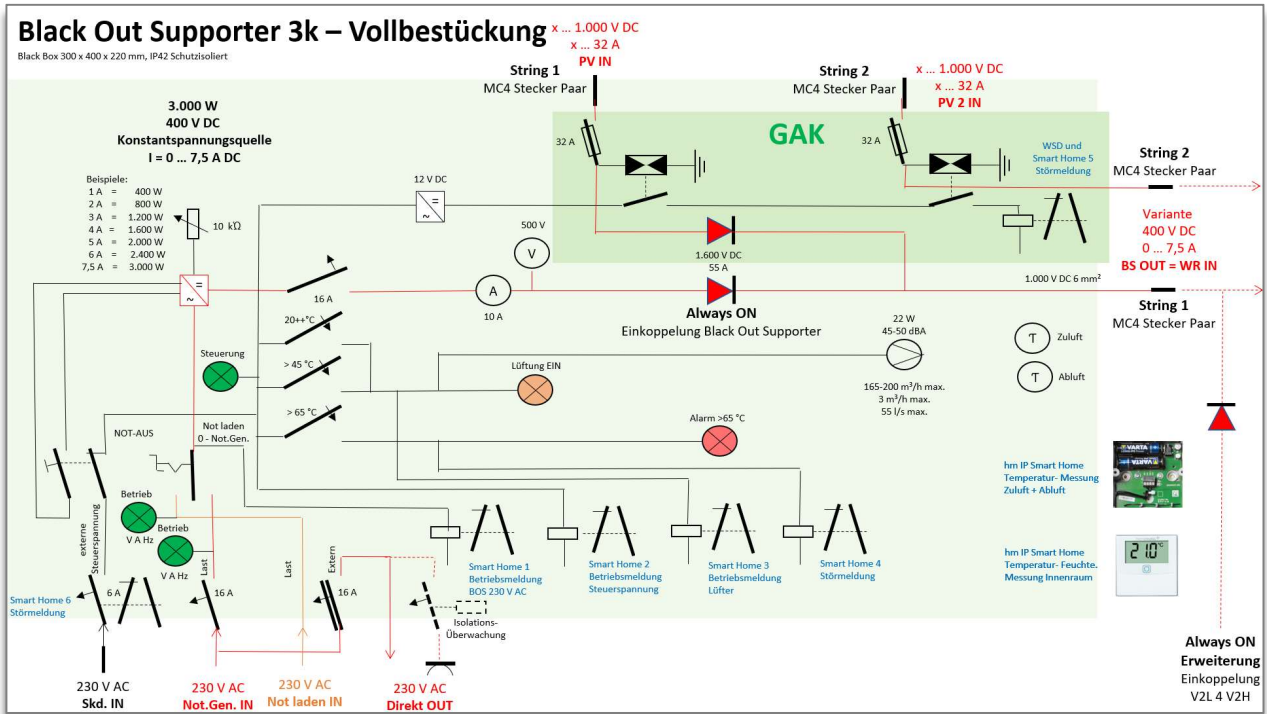 Black Out Supporter 3k – Vollbestückung
Black Box 300 x 400 x 220 mm, IP42 Schutzisoliert
x ... 1.000 V DC
x ... 32 A
PV IN
String 1
MC4 Stecker Paar
String 2
MC4 Stecker Paar
x ... 1.000 V DC
x ... 32 A
PV 2 IN
3.000 W
400 V DC
Konstantspannungsquelle
I = 0 ... 7,5 A DC
Beispiele:
1 A = 400 W
2 A = 800 W
3 A = 1.200 W
4 A = 1.600 W
5 A = 2.000 W
6 A = 2.400 W
7,5 A = 3.000 W
10 kΩ
12 V DC
=
~
32 A
GAK
32 A
WSD und
Smart Home 5
Störmeldung
String 2
MC4 Stecker Paar
Variante
400 V DC
0 ... 7,5 A
BS OUT = WR IN
500 V
V
1.600 V DC
55 A
1.000 V DC 6 mm²
String 1
MC4 Stecker Paar
=
~
16 A
A
10 A
Always ON
Einkoppelung Black Out Supporter
20++°C
Steuerung
> 45 °C
Lüftung EIN
22 W
45-50 dBA
165-200 m³/h max.
3 m³/h max.
55 l/s max.
T
Zuluft
T
Abluft
> 65 °C
Alarm >65 °C
NOT-AUS
Not laden
0 - Not.Gen.
hm IP Smart Home
Temperatur- Messung
Zuluft + Abluft
VARTA
VARTA
Betrieb
V A Hz
Betrieb
V A Hz
externe
Steuerspannung
Last
Last
Extern
Smart Home 1
Betriebsmeldung
BOS 230 V AC
Smart Home 2
Betriebsmeldung
Steuerspannung
Smart Home 3
Betriebsmeldung
Lüfter
Smart Home 4
Störmeldung
hm IP Smart Home
Temperatur- Feuchte.
Messung Innenraum
21.0°C
Smart Home 6
Störmeldung
6 A
16 A
16 A
Isolations-
Überwachung
230 V AC
Skd. IN
230 V AC
Not.Gen. IN
230 V AC
Not laden IN
230 V AC
Direkt OUT
Always ON
Erweiterung
Einkoppelung
V2L 4 V2H